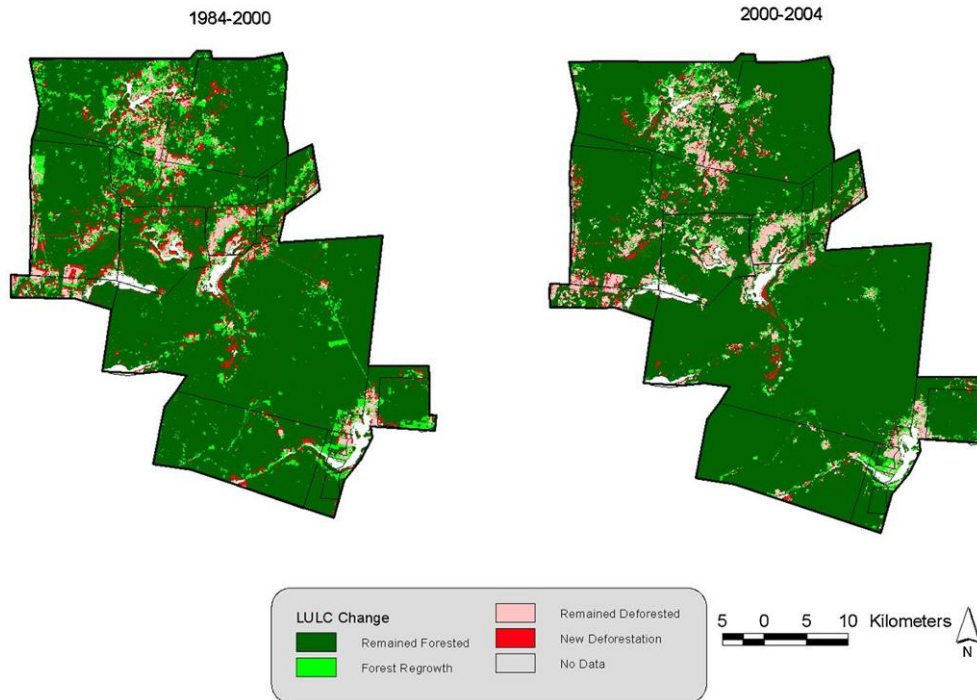 1984-2000
2000-2004
LULC Change
Remained Forested
Forest Regrowth
Remained Deforested
New Deforestation
No Data
5 0 5 10 Kilometers
N